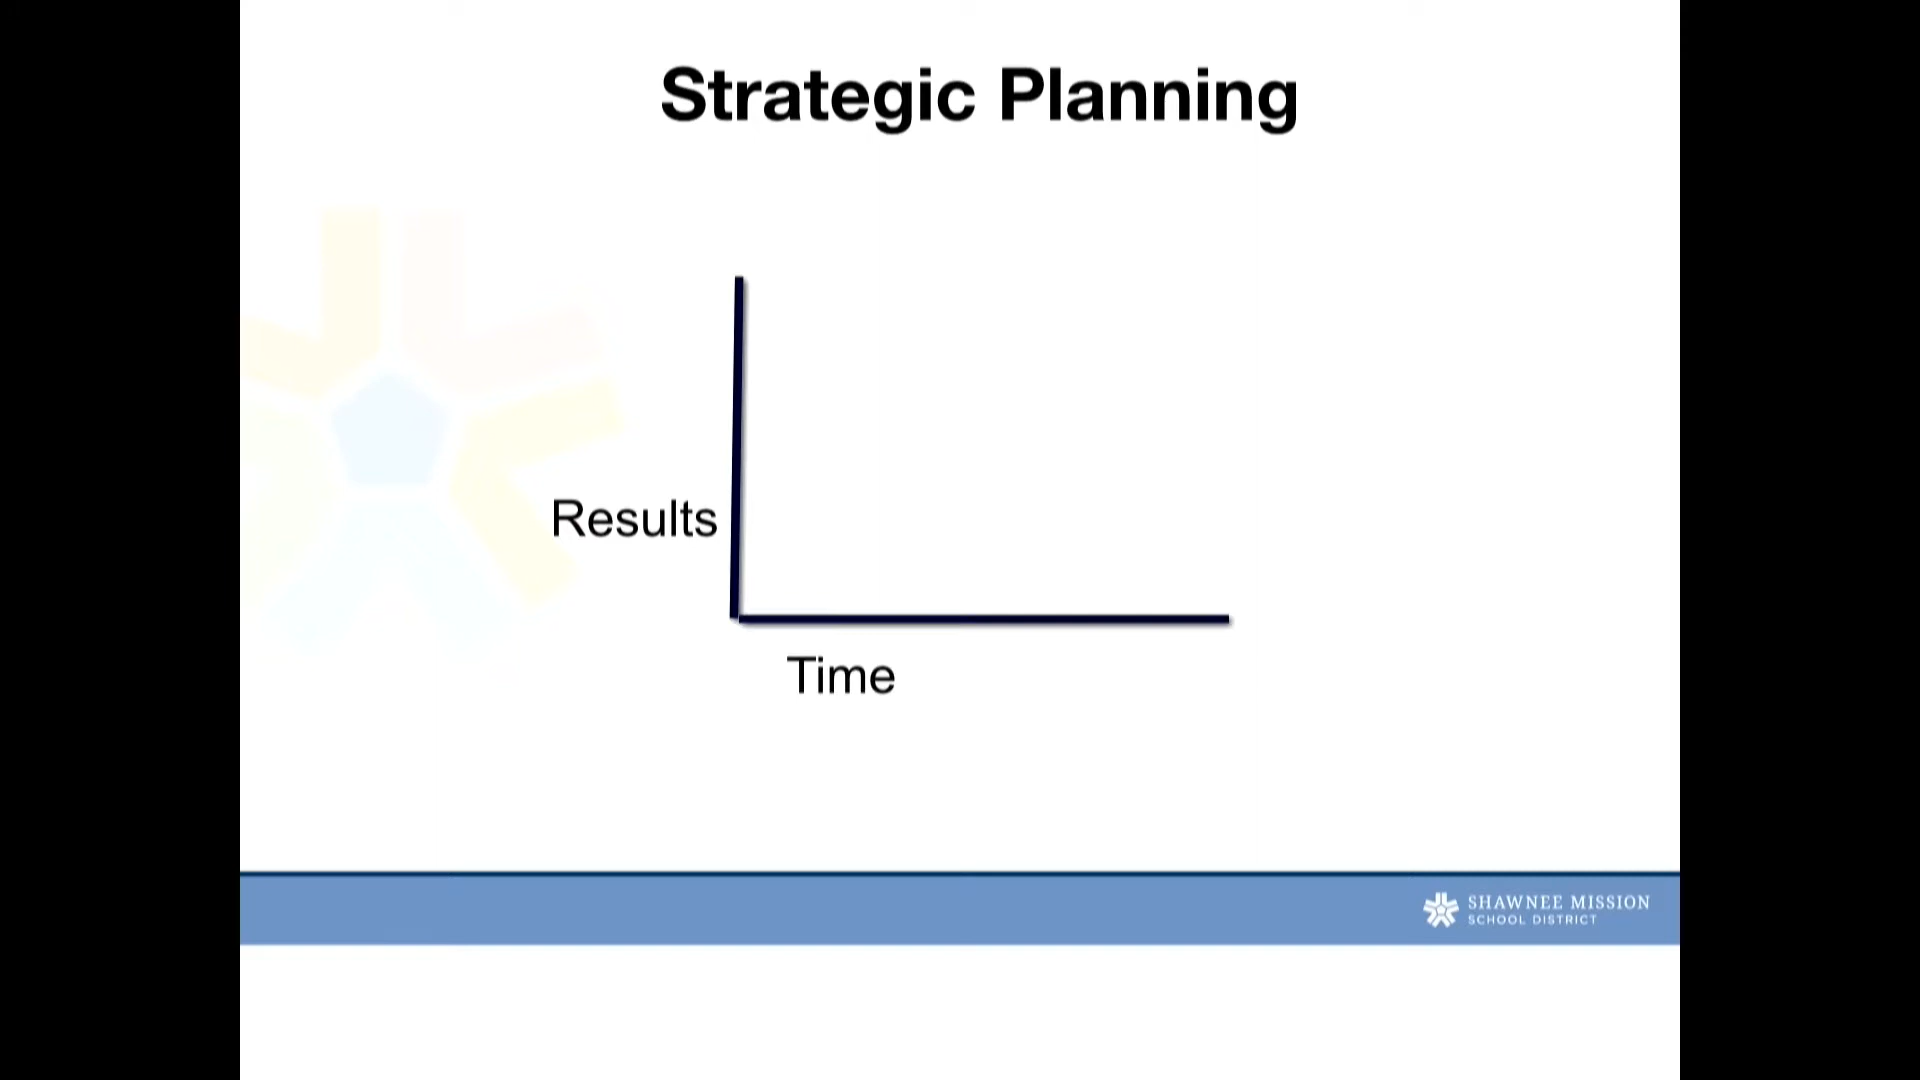 Strategic Planning
Results
Time
SHAWNEE MISSION
SCHOOL DISTRICT